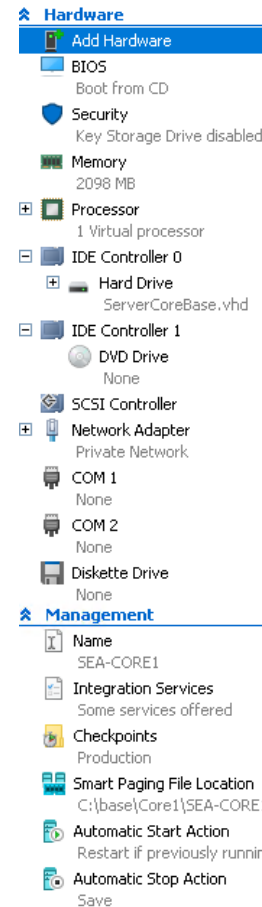 Hardware
Add Hardware
BIOS
Boot from CD
Security
Key Storage Drive disabled
Memory
2098 MB
Processor
1 Virtual processor
IDE Controller 0
Hard Drive
ServerCoreBase.vhd
IDE Controller 1
DVD Drive
None
SCSI Controller
Network Adapter
Private Network
COM 1
None
COM 2
None
Diskette Drive
None
Management
Name
SEA-CORE1
Integration Services
Some services offered
Checkpoints
Production
Smart Paging File Location
C:\base\Core1\SEA-CORE
Automatic Start Action
Restart if previously runnin
Automatic Stop Action
Save